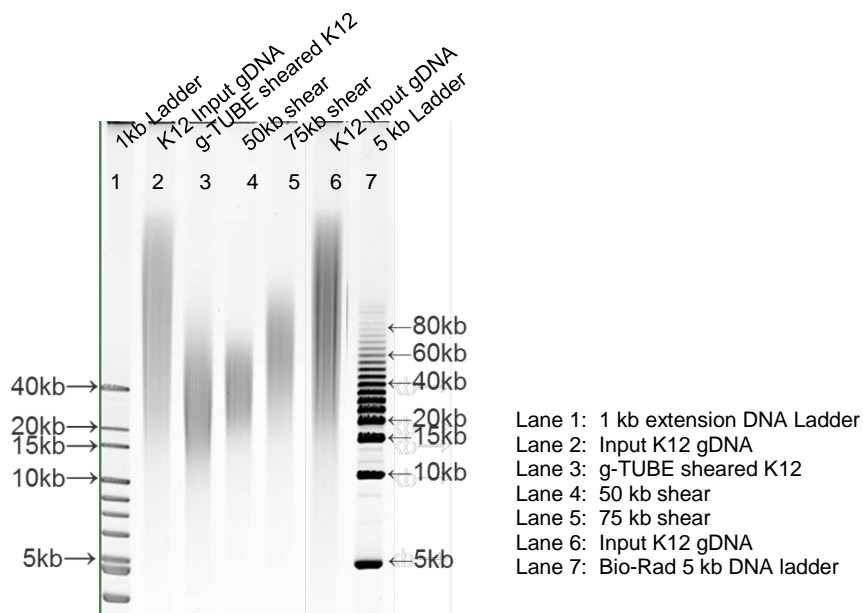 1kb Ladder
K12 Input gDNA
g-TUBE sheared K12
50kb shear
75kb shear
K12 Input gDNA
5 kb Ladder
1 2 3 4 5 6 7
40kb→
20kb→
15kb→
10kb→
5kb→
←80kb
←60kb
←40kb
←20kb
←15kb
←10kb
←5kb
Lane 1: 1 kb extension DNA Ladder
Lane 2: Input K12 gDNA
Lane 3: g-TUBE sheared K12
Lane 4: 50 kb shear
Lane 5: 75 kb shear
Lane 6: Input K12 gDNA
Lane 7: Bio-Rad 5 kb DNA ladder